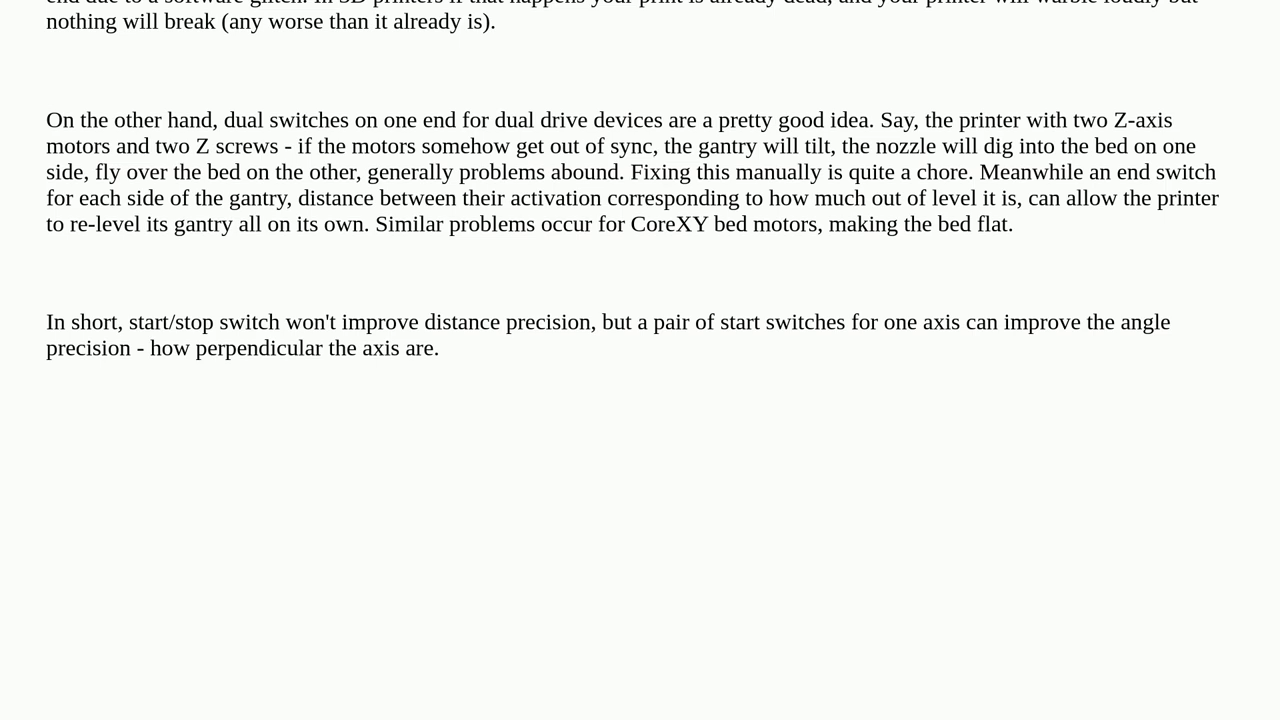 nothing will break (any worse than it already is).
On the other hand, dual switches on one end for dual drive devices are a pretty good idea. Say, the printer with two Z-axis
motors and two Z screws - if the motors somehow get out of sync, the gantry will tilt, the nozzle will dig into the bed on one
side, fly over the bed on the other, generally problems abound. Fixing this manually is quite a chore. Meanwhile an end switch
for each side of the gantry, distance between their activation corresponding to how much out of level it is, can allow the printer
to re-level its gantry all on its own. Similar problems occur for CoreXY bed motors, making the bed flat.
In short, start/stop switch won't improve distance precision, but a pair of start switches for one axis can improve the angle
precision - how perpendicular the axis are.